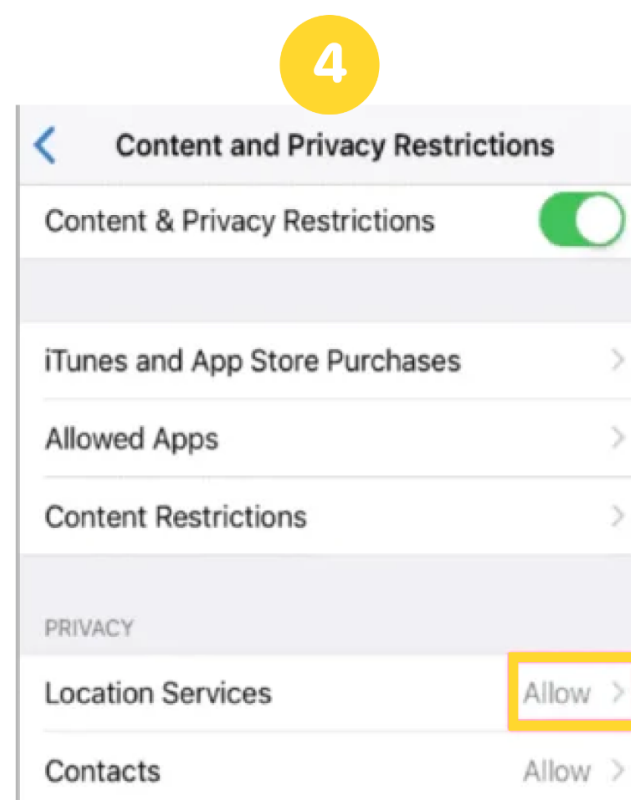 4
Content and Privacy Restrictions
Content & Privacy Restrictions
iTunes and App Store Purchases
Allowed Apps
Content Restrictions
PRIVACY
Location Services Allow
Contacts Allow